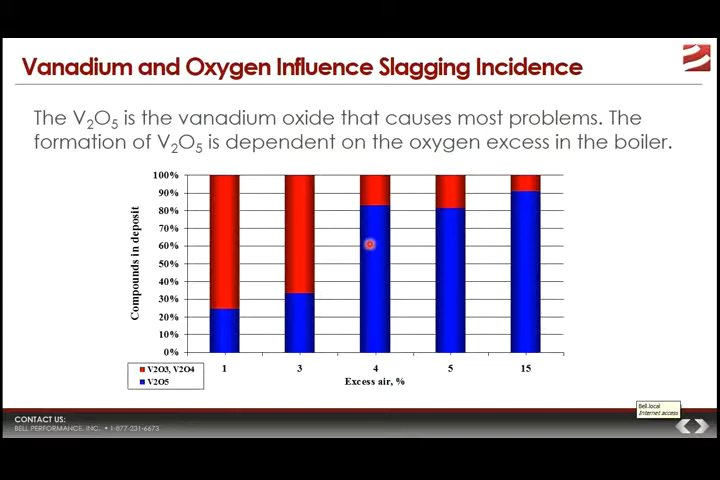 Vanadium and Oxygen Influence Slagging Incidence
The V2O5 is the vanadium oxide that causes most problems. The
formation of V2O5 is dependent on the oxygen excess in the boiler.
100%
90%
80%
70%
60%
50%
40%
30%
20%
10%
0%
Compounds in deposit
1 3 4 5 15
Excess air, %
V2O3, V2O4
V2O5
Bell.local
Internet access
CONTACT US:
BELL PERFORMANCE, INC. • 1-877-231-6673